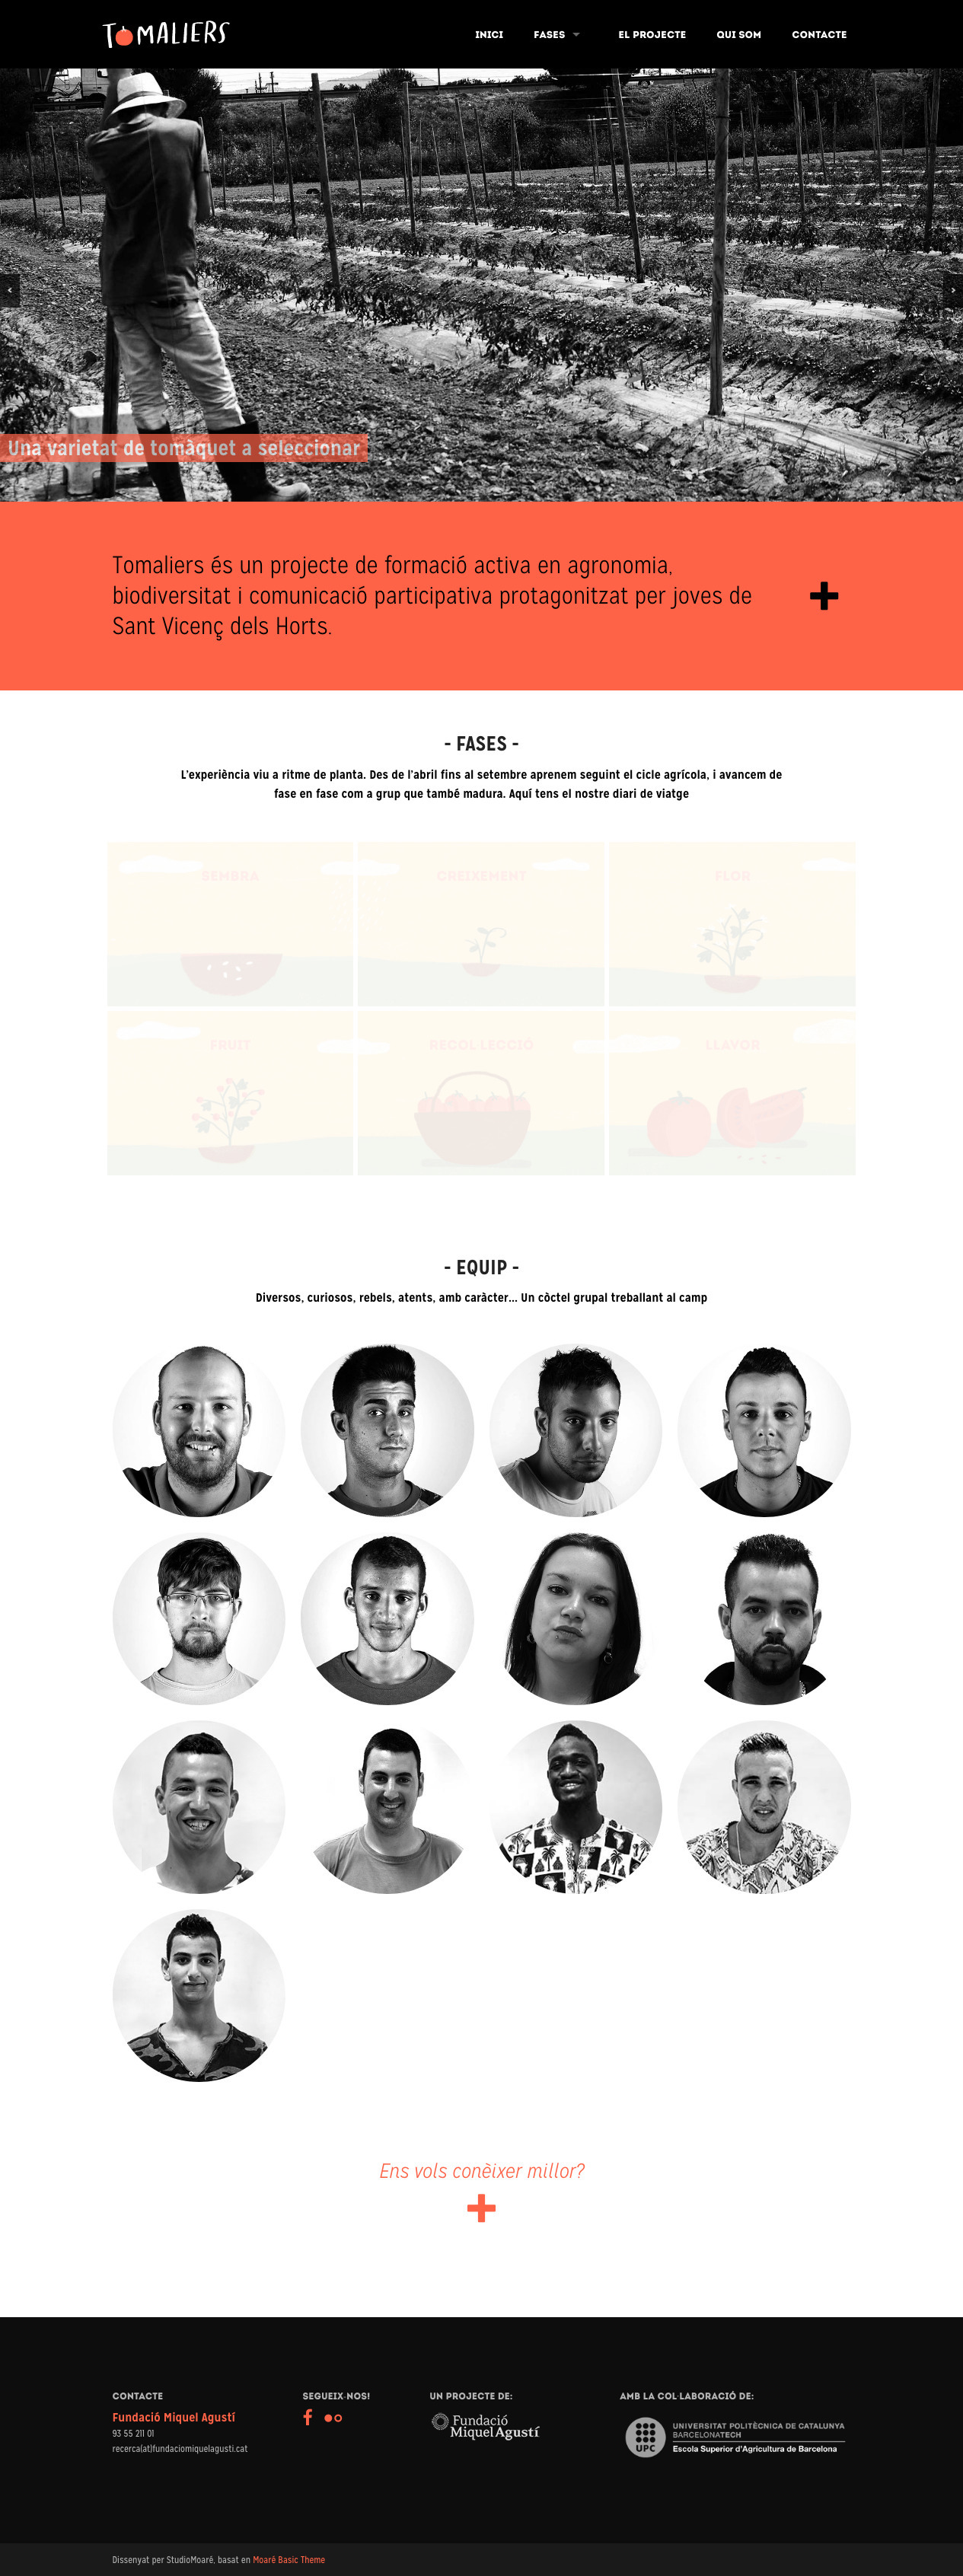 TOMALIERS
INICI
FASES
EL PROJECTE
QUI SOM
CONTACTE
‹
›
Una varietat de tomàquet a seleccionar
Tomaliers és un projecte de formació activa en agronomia,
biodiversitat i comunicació participativa protagonitzat per joves de
Sant Vicenç dels Horts.
- FASES -
L'experiència viu a ritme de planta. Des de l'abril fins al setembre aprenem seguint el cicle agrícola, i avancem de
fase en fase com a grup que també madura. Aquí tens el nostre diari de viatge
SEMBRA
CREIXEMENT
FLOR
FRUIT
RECOL·LECCIÓ
LLAVOR
- EQUIP -
Diversos, curiosos, rebels, atents, amb caràcter... Un còctel grupal treballant al camp
Ens vols conèixer millor?
CONTACTE
Fundació Miquel Agustí
93 55 211 01
recerca(at)fundaciomiquelagusti.cat
SEGUEIX-NOS!
UN PROJECTE DE:
Fundació
Miquel Agustí
AMB LA COL·LABORACIÓ DE:
UPC
UNIVERSITAT POLITÈCNICA DE CATALUNYA
BARCELONATECH
Escola Superior d'Agricultura de Barcelona
Dissenyat per StudioMoaré, basat en Moaré Basic Theme